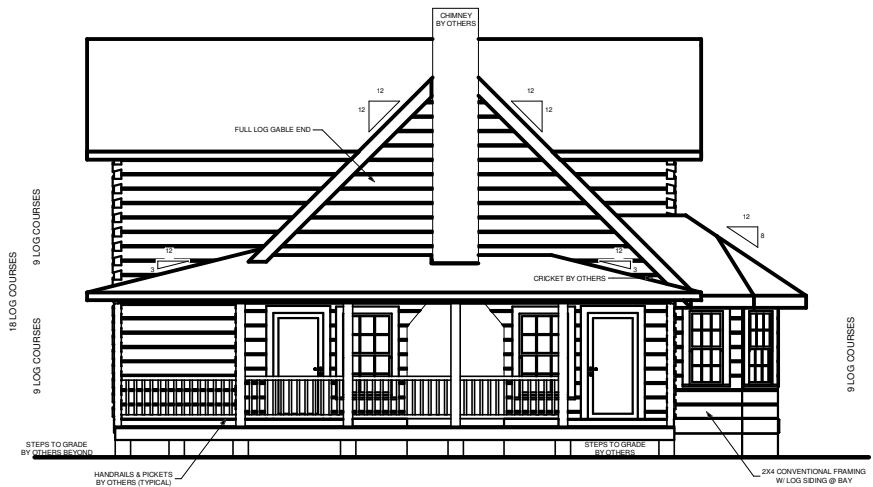 CHIMNEY
BY OTHERS
12
12
12
12
FULL LOG GABLE END
18 LOG COURSES
9 LOG COURSES
9 LOG COURSES
12
3
12
3
12
8
CRICKET BY OTHERS
9 LOG COURSES
STEPS TO GRADE
BY OTHERS BEYOND
STEPS TO GRADE
BY OTHERS
HANDRAILS & PICKETS
BY OTHERS (TYPICAL)
2X4 CONVENTIONAL FRAMING
W/ LOG SIDING @ BAY